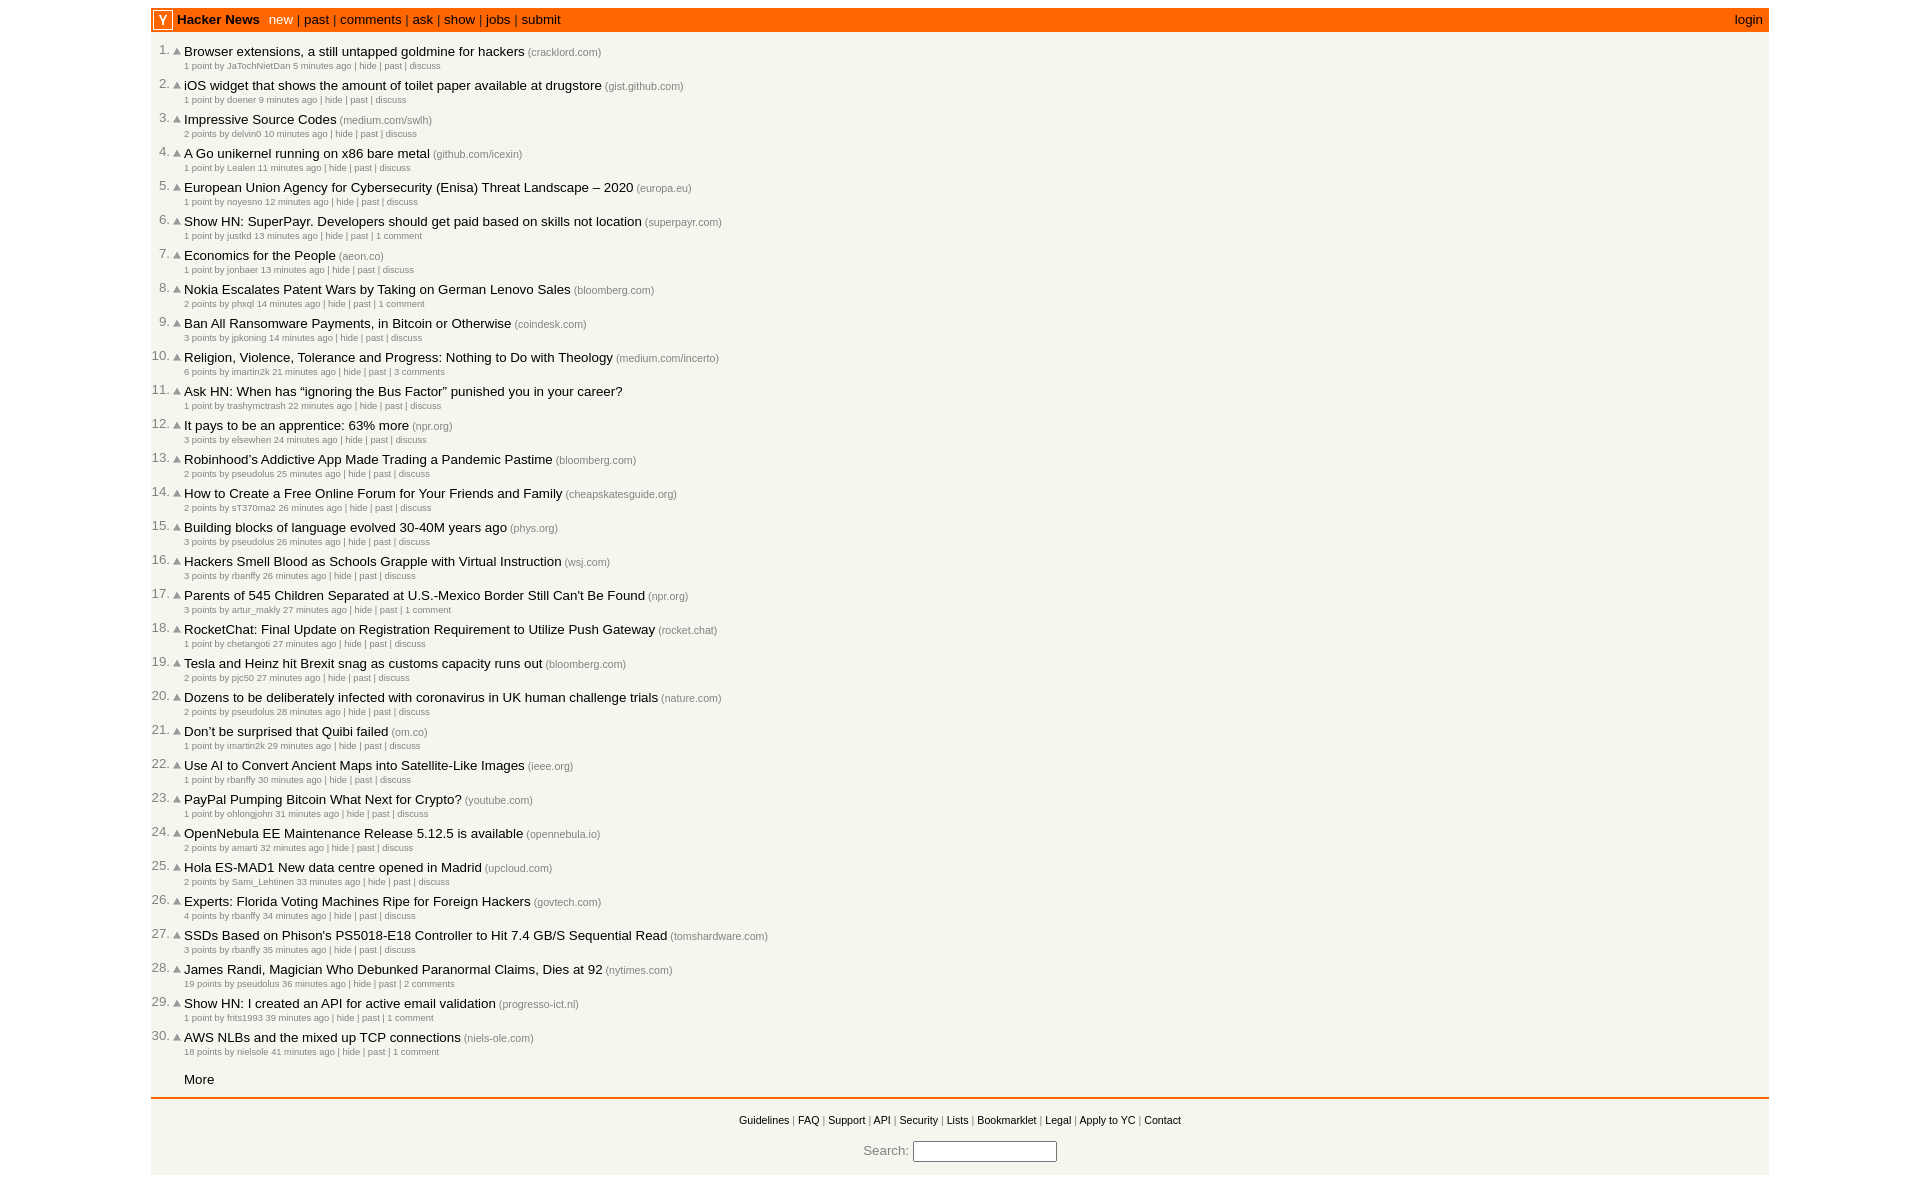 Y Hacker News new | past | comments | ask | show | jobs | submit login
1. Browser extensions, a still untapped goldmine for hackers (cracklord.com)
1 point by JaTochNietDan 5 minutes ago | hide | past | discuss
2. iOS widget that shows the amount of toilet paper available at drugstore (gist.github.com)
1 point by doener 9 minutes ago | hide | past | discuss
3. Impressive Source Codes (medium.com/swlh)
2 points by delvin0 10 minutes ago | hide | past | discuss
4. A Go unikernel running on x86 bare metal (github.com/icexin)
1 point by Lealen 11 minutes ago | hide | past | discuss
5. European Union Agency for Cybersecurity (Enisa) Threat Landscape – 2020 (europa.eu)
1 point by noyesno 12 minutes ago | hide | past | discuss
6. Show HN: SuperPayr. Developers should get paid based on skills not location (superpayr.com)
1 point by justkd 13 minutes ago | hide | past | 1 comment
7. Economics for the People (aeon.co)
1 point by jonbaer 13 minutes ago | hide | past | discuss
8. Nokia Escalates Patent Wars by Taking on German Lenovo Sales (bloomberg.com)
2 points by phxql 14 minutes ago | hide | past | 1 comment
9. Ban All Ransomware Payments, in Bitcoin or Otherwise (coindesk.com)
3 points by jpkoning 14 minutes ago | hide | past | discuss
10. Religion, Violence, Tolerance and Progress: Nothing to Do with Theology (medium.com/incerto)
6 points by imartin2k 21 minutes ago | hide | past | 3 comments
11. Ask HN: When has “ignoring the Bus Factor” punished you in your career?
1 point by trashymctrash 22 minutes ago | hide | past | discuss
12. It pays to be an apprentice: 63% more (npr.org)
3 points by elsewhen 24 minutes ago | hide | past | discuss
13. Robinhood’s Addictive App Made Trading a Pandemic Pastime (bloomberg.com)
2 points by pseudolus 25 minutes ago | hide | past | discuss
14. How to Create a Free Online Forum for Your Friends and Family (cheapskatesguide.org)
2 points by sT370ma2 26 minutes ago | hide | past | discuss
15. Building blocks of language evolved 30-40M years ago (phys.org)
3 points by pseudolus 26 minutes ago | hide | past | discuss
16. Hackers Smell Blood as Schools Grapple with Virtual Instruction (wsj.com)
3 points by rbanffy 26 minutes ago | hide | past | discuss
17. Parents of 545 Children Separated at U.S.-Mexico Border Still Can't Be Found (npr.org)
3 points by artur_makly 27 minutes ago | hide | past | 1 comment
18. RocketChat: Final Update on Registration Requirement to Utilize Push Gateway (rocket.chat)
1 point by chetangoti 27 minutes ago | hide | past | discuss
19. Tesla and Heinz hit Brexit snag as customs capacity runs out (bloomberg.com)
2 points by pjc50 27 minutes ago | hide | past | discuss
20. Dozens to be deliberately infected with coronavirus in UK human challenge trials (nature.com)
2 points by pseudolus 28 minutes ago | hide | past | discuss
21. Don’t be surprised that Quibi failed (om.co)
1 point by imartin2k 29 minutes ago | hide | past | discuss
22. Use AI to Convert Ancient Maps into Satellite-Like Images (ieee.org)
1 point by rbanffy 30 minutes ago | hide | past | discuss
23. PayPal Pumping Bitcoin What Next for Crypto? (youtube.com)
1 point by ohlongjohn 31 minutes ago | hide | past | discuss
24. OpenNebula EE Maintenance Release 5.12.5 is available (opennebula.io)
2 points by amarti 32 minutes ago | hide | past | discuss
25. Hola ES-MAD1 New data centre opened in Madrid (upcloud.com)
2 points by Sami_Lehtinen 33 minutes ago | hide | past | discuss
26. Experts: Florida Voting Machines Ripe for Foreign Hackers (govtech.com)
4 points by rbanffy 34 minutes ago | hide | past | discuss
27. SSDs Based on Phison's PS5018-E18 Controller to Hit 7.4 GB/S Sequential Read (tomshardware.com)
3 points by rbanffy 35 minutes ago | hide | past | discuss
28. James Randi, Magician Who Debunked Paranormal Claims, Dies at 92 (nytimes.com)
19 points by pseudolus 36 minutes ago | hide | past | 2 comments
29. Show HN: I created an API for active email validation (progresso-ict.nl)
1 point by frits1993 39 minutes ago | hide | past | 1 comment
30. AWS NLBs and the mixed up TCP connections (niels-ole.com)
18 points by nielsole 41 minutes ago | hide | past | 1 comment
More
Guidelines | FAQ | Support | API | Security | Lists | Bookmarklet | Legal | Apply to YC | Contact
Search: